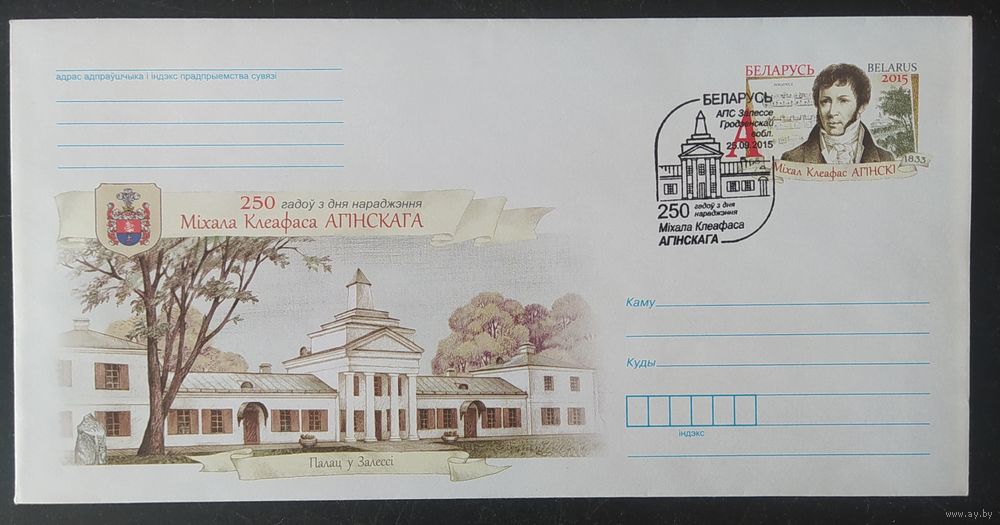 адрас адпраўшчыка і індэкс прадпрыемства сувязі
250 гадоў з дня нараджэння
Міхала Клеафаса АГІНСКАГА
Палац у Залессі
БЕЛАРУСЬ
АПС Залессе
Гродзенскай
вобл.
25.09.2015
250 гадоў з дня
нараджэння
Міхала Клеафаса
АГІНСКАГА
БЕЛАРУСЬ
BELARUS
2015
А
1833
Міхал Клеафас АГІНСКІ
Каму
Куды
індэкс
www.ay.by